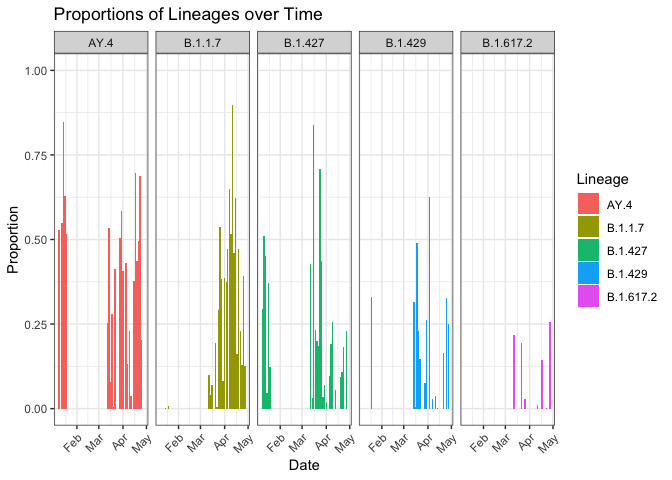 Proportions of Lineages over Time
AY.4 B.1.1.7 B.1.427 B.1.429 B.1.617.2
1.00
0.75
0.50
0.25
0.00
Proportion
Feb Mar Apr May Feb Mar Apr May Feb Mar Apr May Feb Mar Apr May Feb Mar Apr May
Date
Lineage
AY.4
B.1.1.7
B.1.427
B.1.429
B.1.617.2